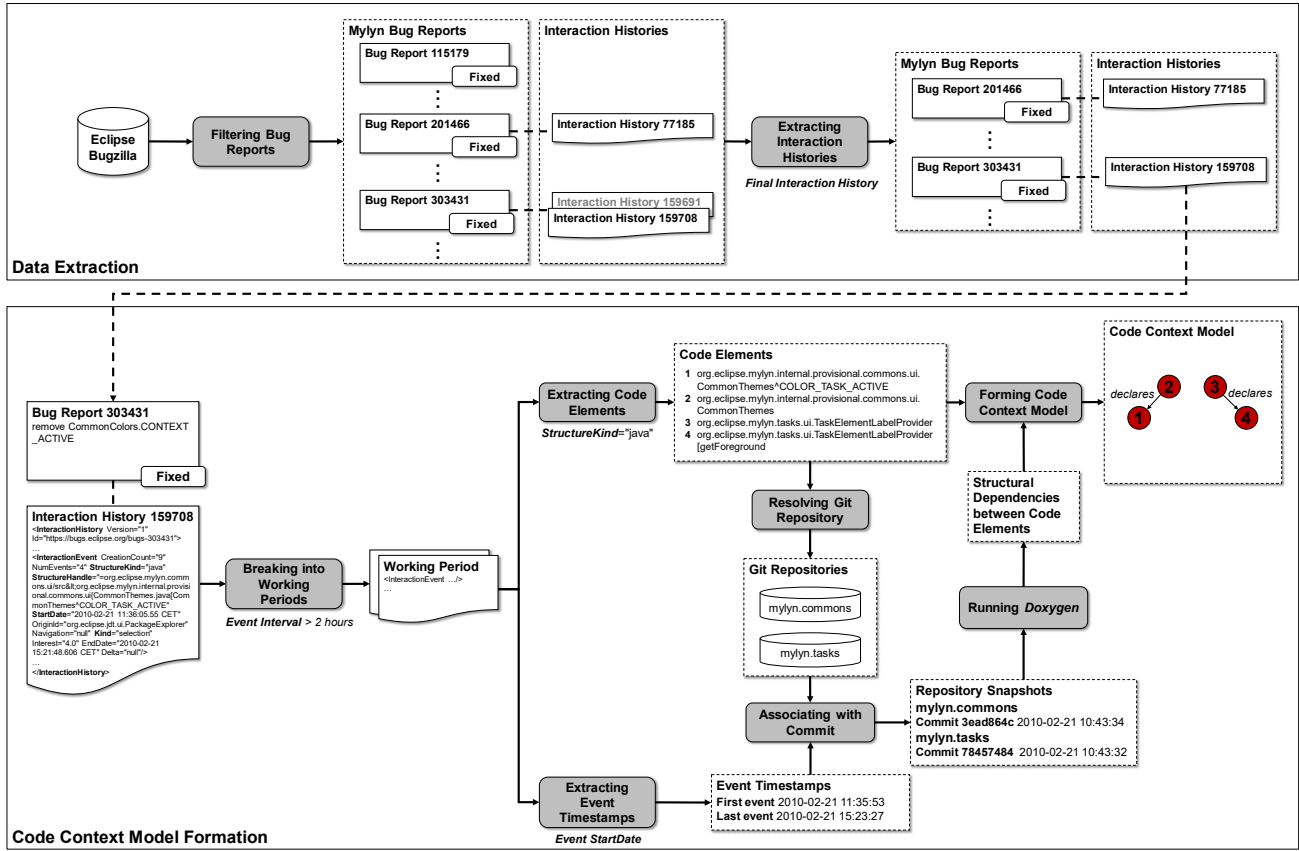 Mylyn Bug Reports
Interaction Histories
Bug Report 115179
Fixed
Eclipse
Bugzilla
Filtering Bug
Reports
Bug Report 201466
Fixed
Interaction History 77185
Bug Report 303431
Fixed
Interaction History 159691
Interaction History 159708
Extracting
Interaction
Histories
Final Interaction History
Mylyn Bug Reports
Interaction Histories
Bug Report 201466
Fixed
Interaction History 77185
Bug Report 303431
Fixed
Interaction History 159708
Data Extraction
Bug Report 303431
remove CommonColors.CONTEXT
_ACTIVE
Fixed
Interaction History 159708
<InteractionHistory Version="1"
Id="https://bugs.eclipse.org/bugs-303431">
...
<InteractionEvent CreationCount="9"
NumEvents="4" StructureKind="java"
StructureHandle="=org.eclipse.mylyn.comm
ons.ui/src&lt;org.eclipse.mylyn.internal.provisi
onal.commons.ui{CommonThemes.java[Com
monThemes^COLOR_TASK_ACTIVE"
StartDate="2010-02-21 11:36:05.55 CET"
OriginId="org.eclipse.jdt.ui.PackageExplorer"
Navigation="null" Kind="selection"
Interest="4.0" EndDate="2010-02-21
15:21:48.606 CET" Delta="null"/>
...
</InteractionHistory>
Breaking into
Working
Periods
Event Interval > 2 hours
Working Period
<InteractionEvent .../>
...
Extracting Code
Elements
StructureKind="java"
Code Elements
1 org.eclipse.mylyn.internal.provisional.commons.ui.
CommonThemes^COLOR_TASK_ACTIVE
2 org.eclipse.mylyn.internal.provisional.commons.ui.
CommonThemes
3 org.eclipse.mylyn.tasks.ui.TaskElementLabelProvider
4 org.eclipse.mylyn.tasks.ui.TaskElementLabelProvider
[getForeground
Resolving Git
Repository
Git Repositories
mylyn.commons
mylyn.tasks
Associating with
Commit
Extracting
Event
Timestamps
Event StartDate
Event Timestamps
First event 2010-02-21 11:35:53
Last event 2010-02-21 15:23:27
Repository Snapshots
mylyn.commons
Commit 3ead864c 2010-02-21 10:43:34
mylyn.tasks
Commit 78457484 2010-02-21 10:43:32
Running Doxygen
Structural
Dependencies
between Code
Elements
Forming Code
Context Model
Code Context Model
2
3
declares
declares
1
4
Code Context Model Formation